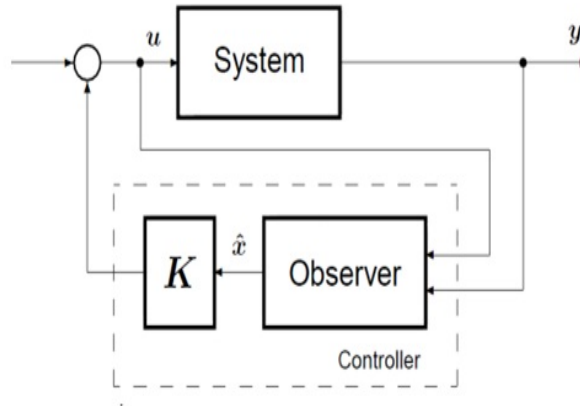 u
System
y
K
x̂
Observer
Controller